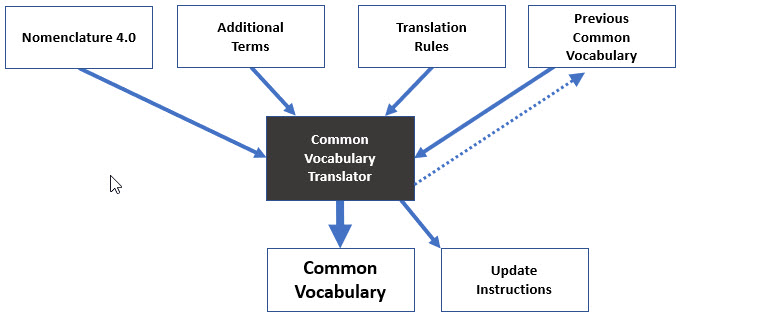 Nomenclature 4.0
Additional
Terms
Translation
Rules
Previous
Common
Vocabulary
Common
Vocabulary
Translator
Common
Vocabulary
Update
Instructions